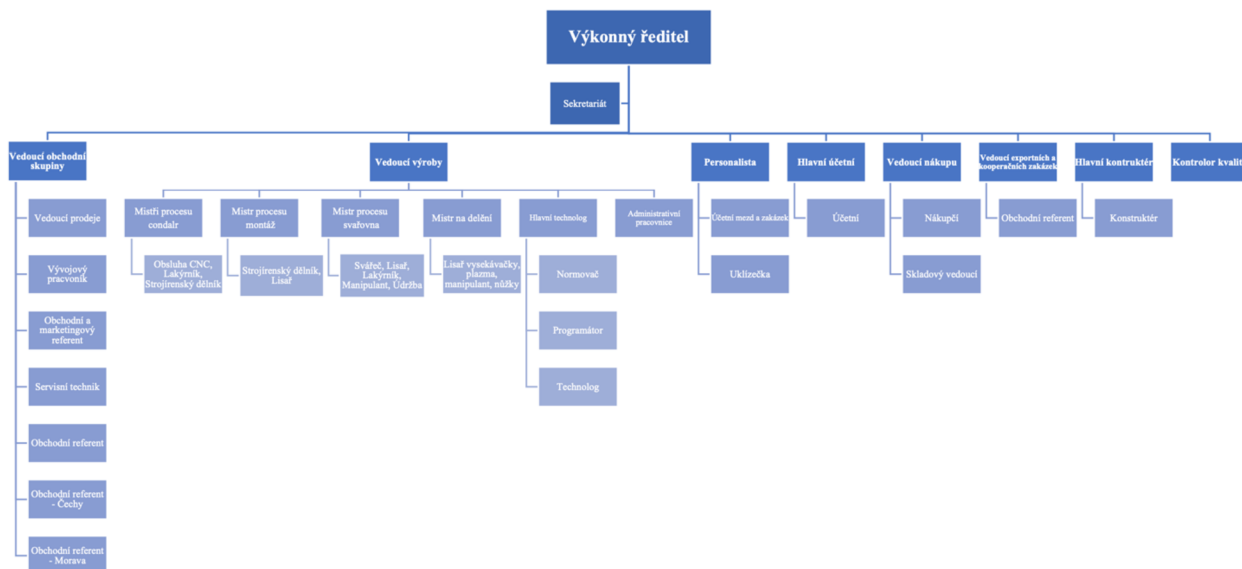 Výkonný ředitel
Sekretariát
Vedoucí obchodní
skupiny
Vedoucí výroby
Personalista
Hlavní účetní
Vedoucí nákupu
Vedoucí exportních a
kooperačních zakázek
Hlavní kontruktér
Kontrolor kvalit
Vedoucí prodeje
Vývojový
pracvoník
Obchodní a
marketingový
referent
Servisní technik
Obchodní referent
Obchodní referent
- Čechy
Obchodní referent
- Morava
Mistři procesu
condalr
Obsluha CNC,
Lakýrník,
Strojírenský dělník
Mistr procesu
montáž
Strojírenský dělník,
Lisař
Mistr procesu
svařovna
Svářeč, Lisař,
Lakýrník,
Manipulant, Údržba
Mistr na delění
Lisař vysekávačky,
plazma,
manipulant, nůžky
Hlavní technolog
Normovač
Programátor
Technolog
Administrativní
pracovnice
Účetní mezd a zakázek
Uklízečka
Účetní
Nákupčí
Skladový vedoucí
Obchodní referent
Konstruktér